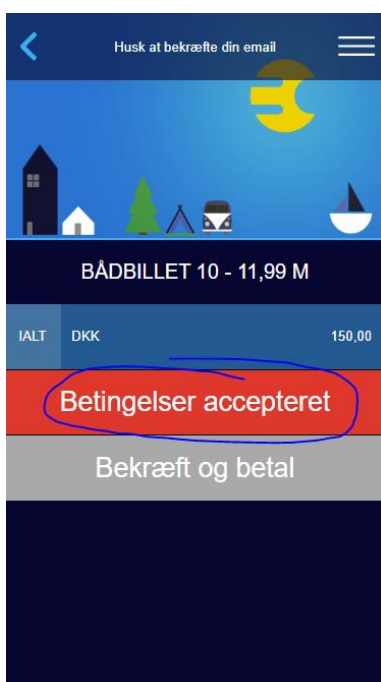 Husk at bekræfte din email
BÅDBILLET 10 - 11,99 M
IALT DKK 150,00
Betingelser accepteret
Bekræft og betal